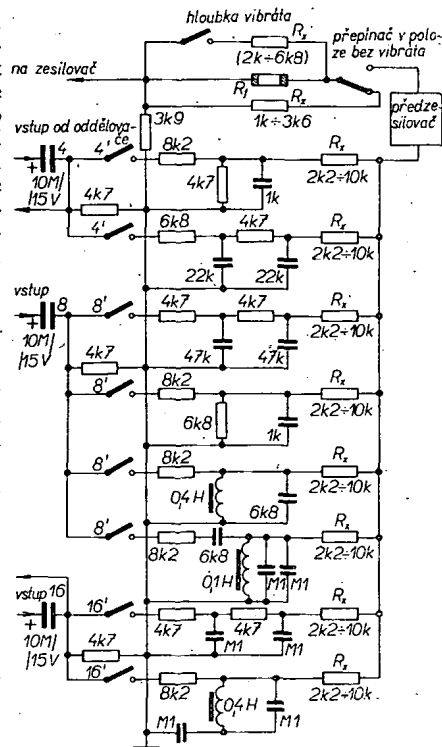 hloubka vibráta
Rx
(2k÷6k8)
přepínač v polo-
ze bez vibráta
na zesilovač
Rf
Rx
1k÷3k6
předze-
silovač
3k9
vstup od oddělova-
če
4
4'
8k2
Rx
+
10M/
/15V
4k7
1k
2k2÷10k
4k7
4'
6k8
4k7
Rx
22k
22k
2k2÷10k
vstup
8
8'
4k7
4k7
Rx
+
10M/
/15V
4k7
47k
47k
2k2÷10k
8'
8k2
Rx
6k8
1k
2k2÷10k
8'
8k2
Rx
0,4H
6k8
2k2÷10k
8'
8k2
6k8
Rx
0,1H
M1
M1
2k2÷10k
vstup 16
16'
4k7
4k7
Rx
+
10M/
/15V
4k7
M1
M1
2k2÷10k
16'
8k2
Rx
M1
0,4H
M1
2k2÷10k